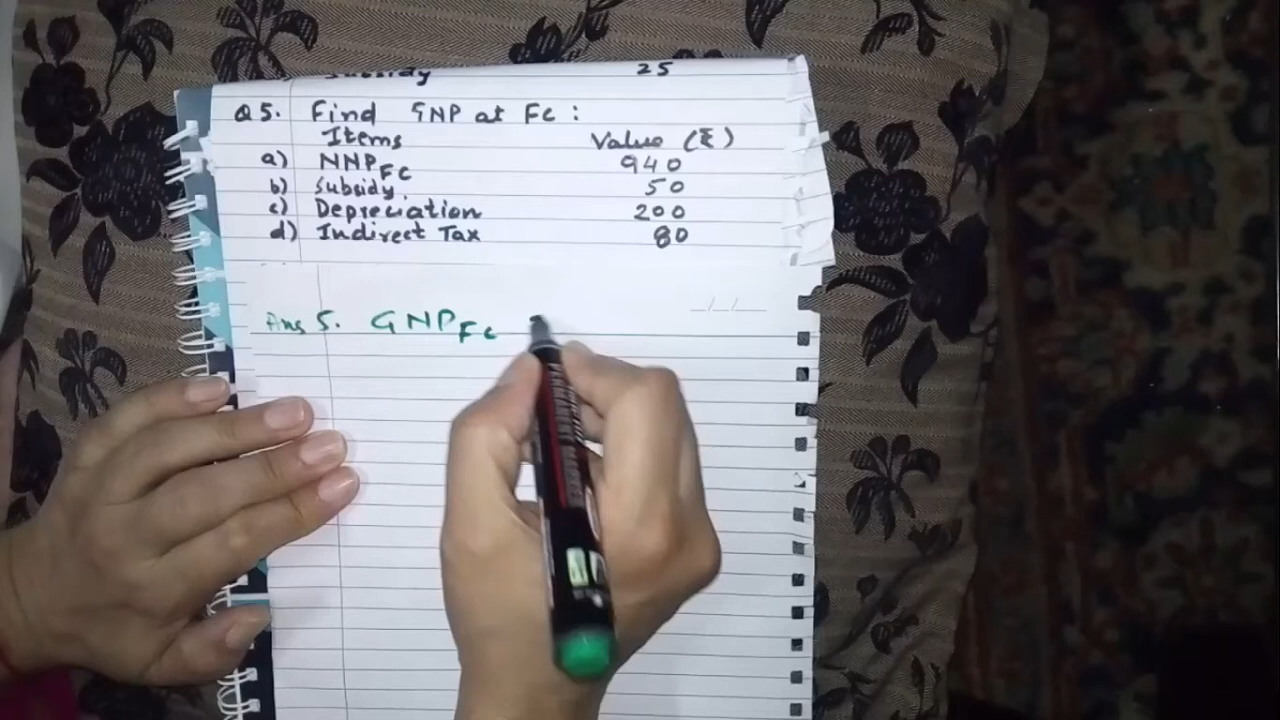 Subsidy 25
Q5. Find GNP at FC :
Items Value (₹)
a) NNPFC 940
b) Subsidy. 50
c) Depreciation 200
d) Indirect Tax 80
Ans 5. GNPFC